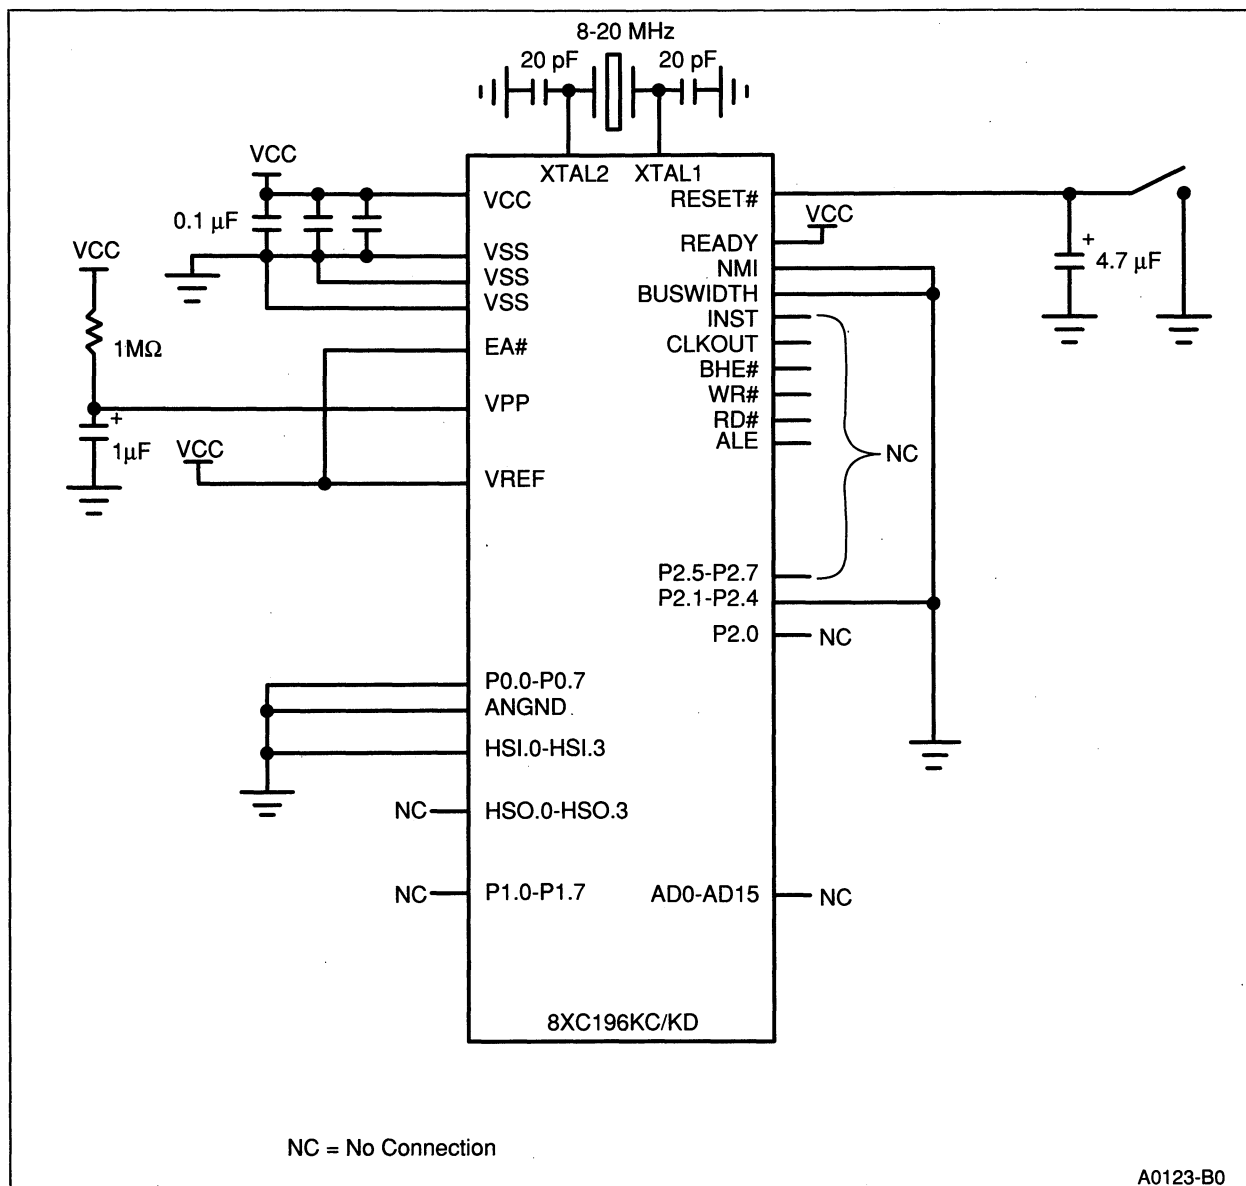 8-20 MHz
20 pF
20 pF
XTAL2 XTAL1
VCC
VCC
RESET#
0.1 µF
VCC
VCC
VSS
READY
+
VSS
NMI
4.7 µF
VSS
BUSWIDTH
INST
1MΩ
EA#
CLKOUT
BHE#
WR#
VPP
+
RD#
1µF
VCC
ALE
NC
VREF
P2.5-P2.7
P2.1-P2.4
P2.0
NC
P0.0-P0.7
ANGND
HSI.0-HSI.3
NC
HSO.0-HSO.3
NC
P1.0-P1.7
AD0-AD15
NC
8XC196KC/KD
NC = No Connection
A0123-B0